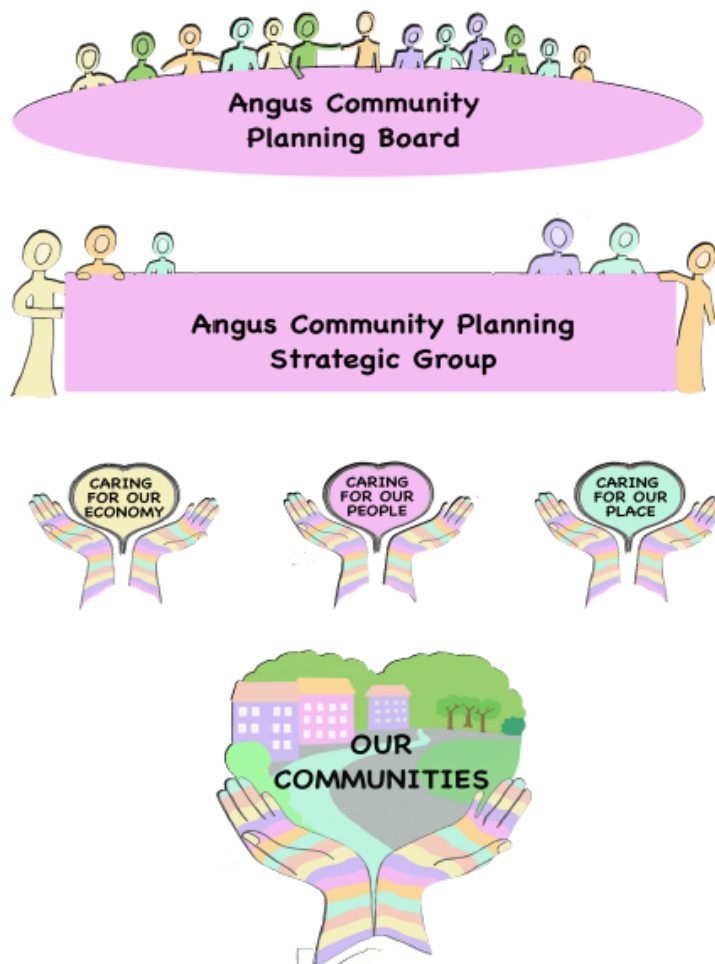 Angus Community
Planning Board
Angus Community Planning
Strategic Group
CARING
FOR OUR
ECONOMY
CARING
FOR OUR
PEOPLE
CARING
FOR OUR
PLACE
OUR
COMMUNITIES